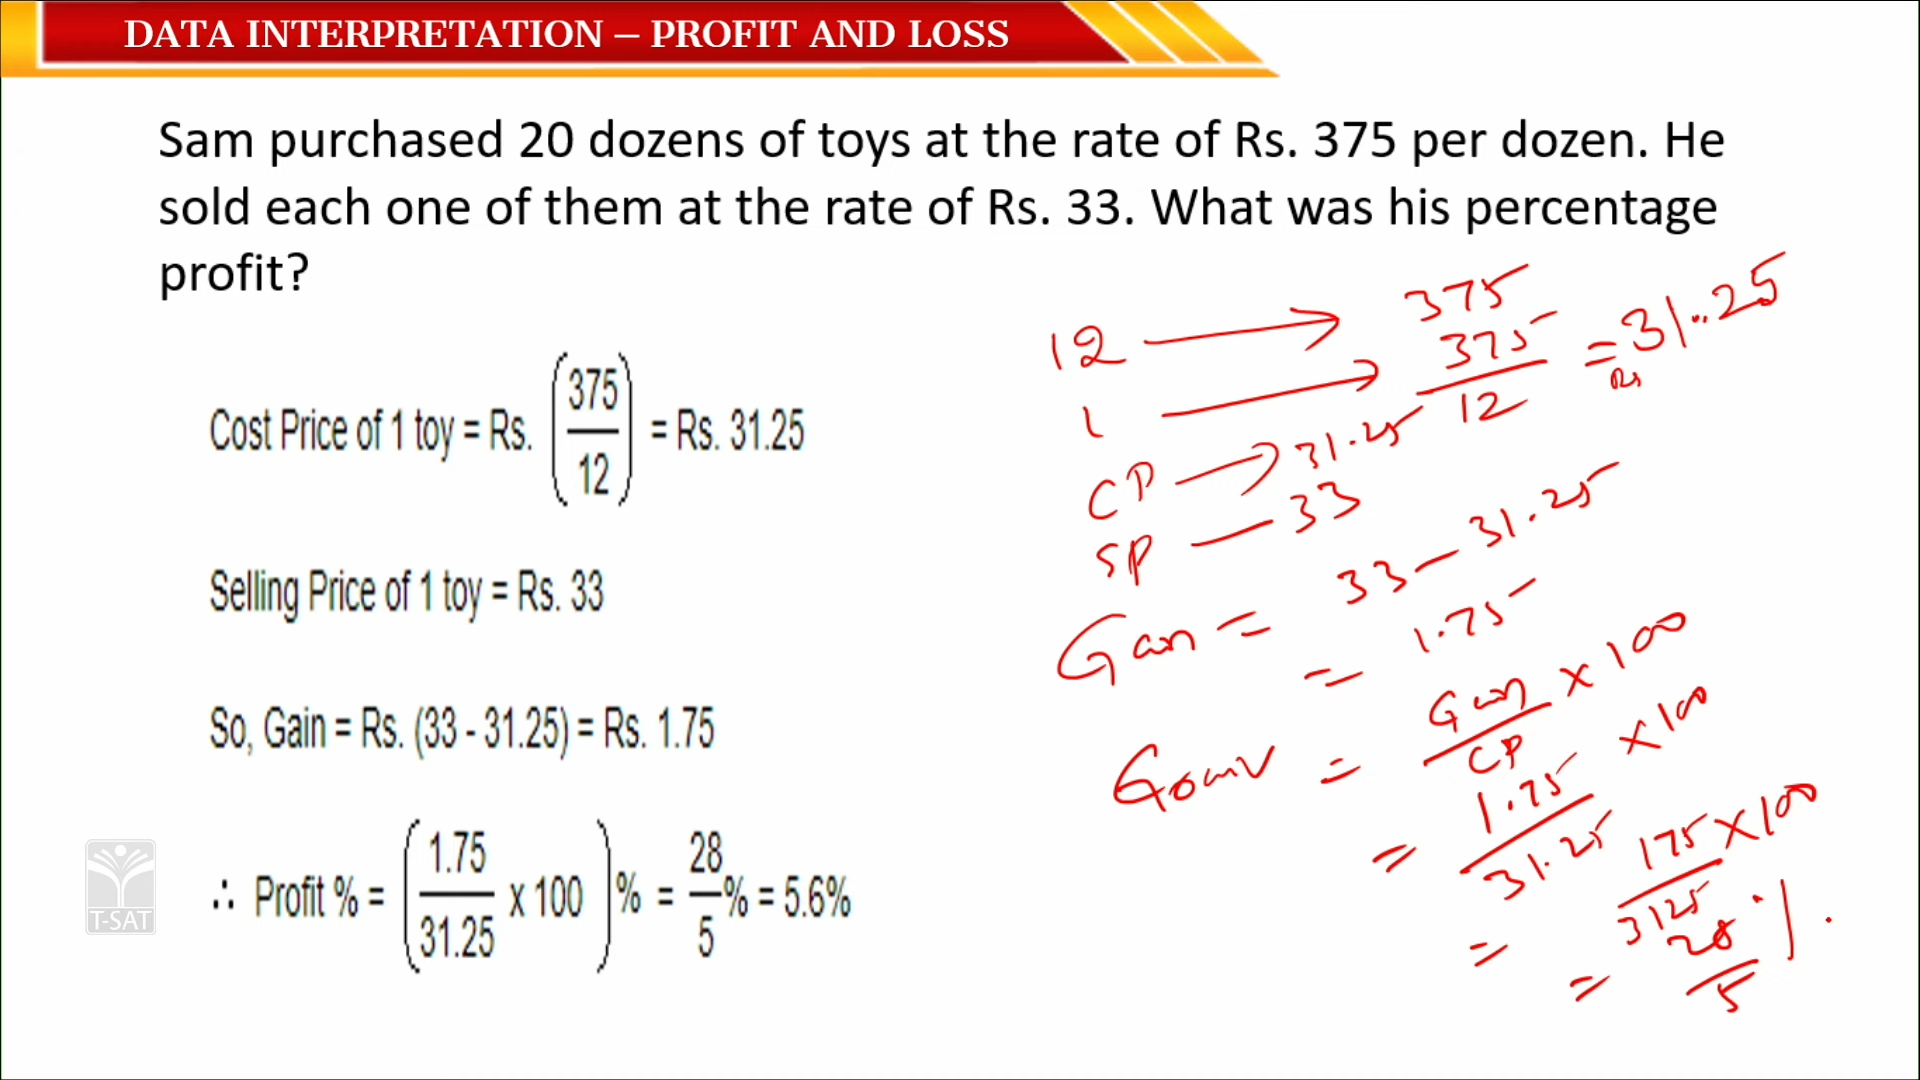 DATA INTERPRETATION – PROFIT AND LOSS
Sam purchased 20 dozens of toys at the rate of Rs. 375 per dozen. He
sold each one of them at the rate of Rs. 33. What was his percentage
profit?
Cost Price of 1 toy = Rs. (375/12) = Rs. 31.25
Selling Price of 1 toy = Rs. 33
So, Gain = Rs. (33 - 31.25) = Rs. 1.75
∴ Profit % = (1.75/31.25 x 100)% = 28/5% = 5.6%
T-SAT
12 → 375
1 → 375/12 = Rs 31.25
CP → 31.25
SP — 33
= 33 – 31.25
= 1.75
= /CP × 100
= 1.75/31.25 × 100
= 175 × 100/3125
= 28/5 %.